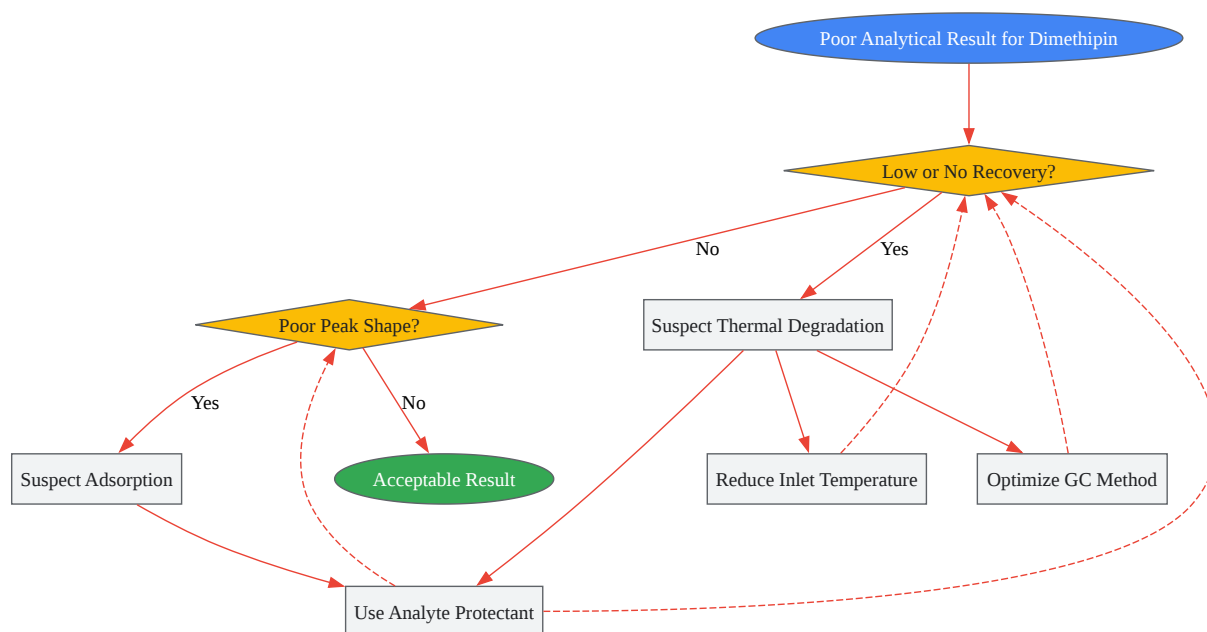 Poor Analytical Result for Dimethipin
Low or No Recovery?
No
Yes
Poor Peak Shape?
Suspect Thermal Degradation
Yes
No
Suspect Adsorption
Acceptable Result
Reduce Inlet Temperature
Optimize GC Method
Use Analyte Protectant